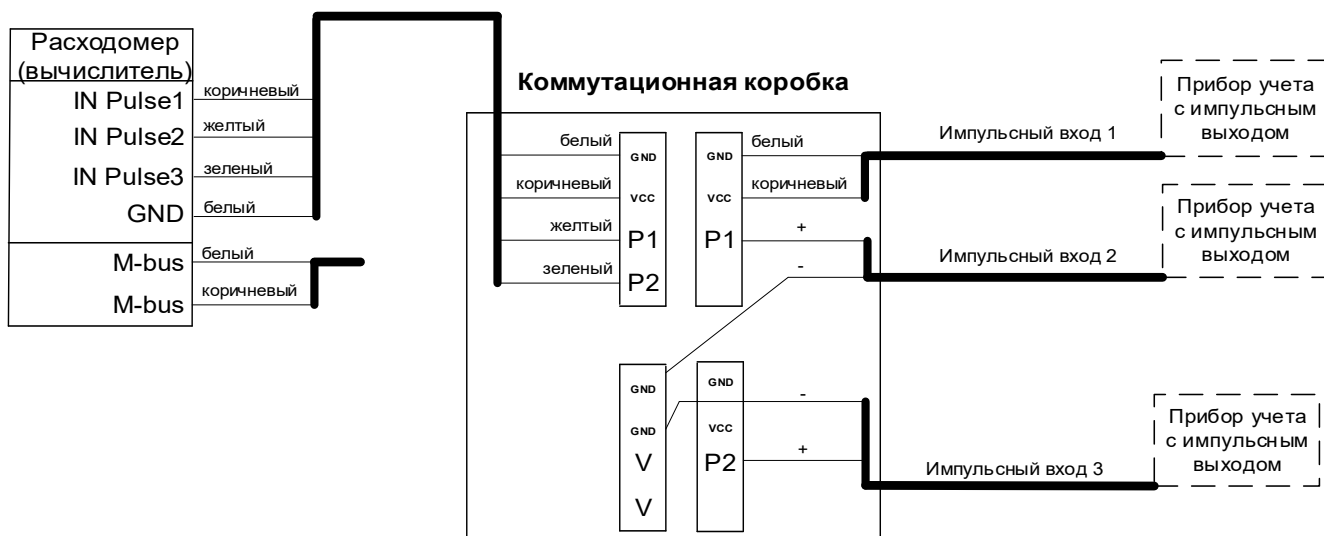 Расходомер
(вычислитель)
IN Pulse1
коричневый
IN Pulse2
желтый
IN Pulse3
зеленый
GND
белый
M-bus
белый
M-bus
коричневый
Коммутационная коробка
белый
GND
коричневый
VCC
желтый
P1
зеленый
P2
GND
белый
VCC
коричневый
P1
+
-
GND
GND
V
V
GND
VCC
P2
-
+
Импульсный вход 1
Прибор учета
с импульсным
выходом
Импульсный вход 2
Прибор учета
с импульсным
выходом
Импульсный вход 3
Прибор учета
с импульсным
выходом